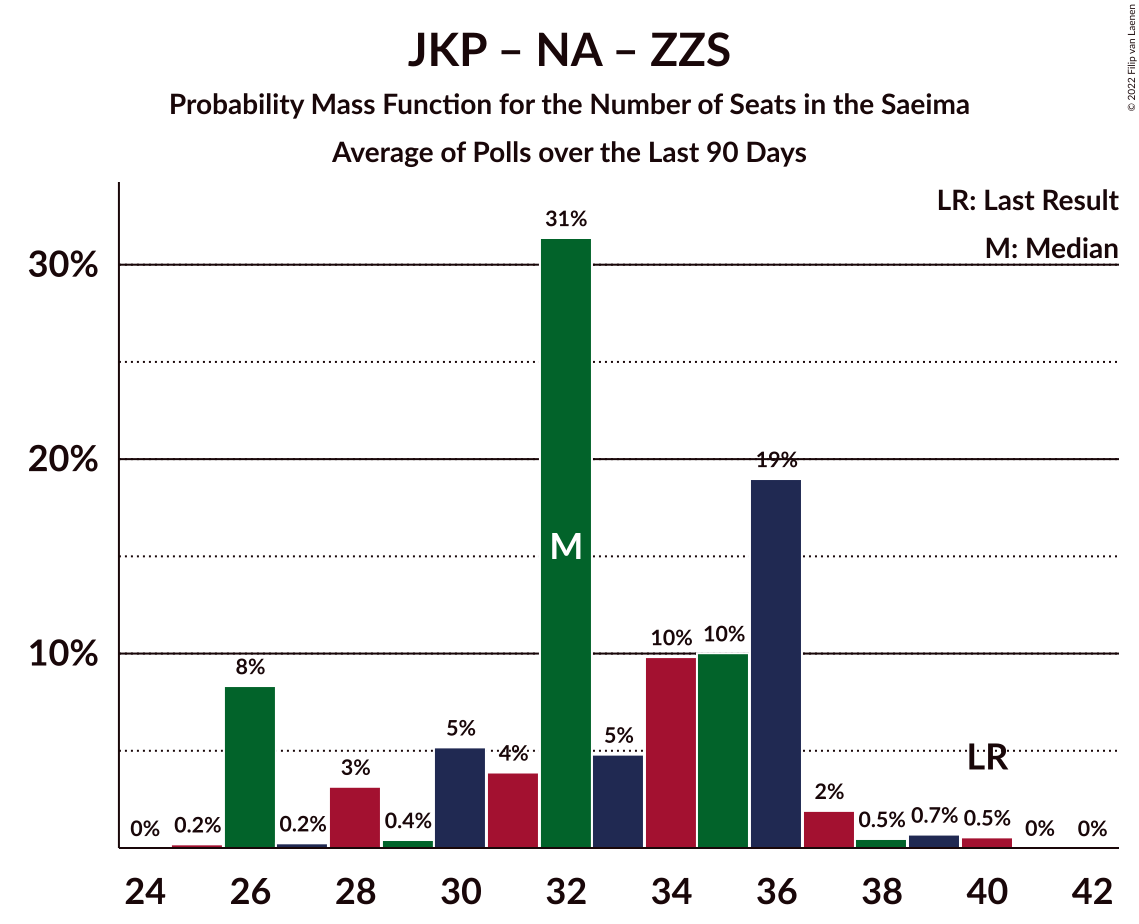 JKP – NA – ZZS
Probability Mass Function for the Number of Seats in the Saeima
Average of Polls over the Last 90 Days
© 2022 Filip van Laenen
LR: Last Result
M: Median
30%
20%
10%
0%
0.2%
8%
0.2%
3%
0.4%
5%
4%
31%
M
5%
10%
10%
19%
2%
0.5%
0.7%
LR
0.5%
0%
0%
24 26 28 30 32 34 36 38 40 42